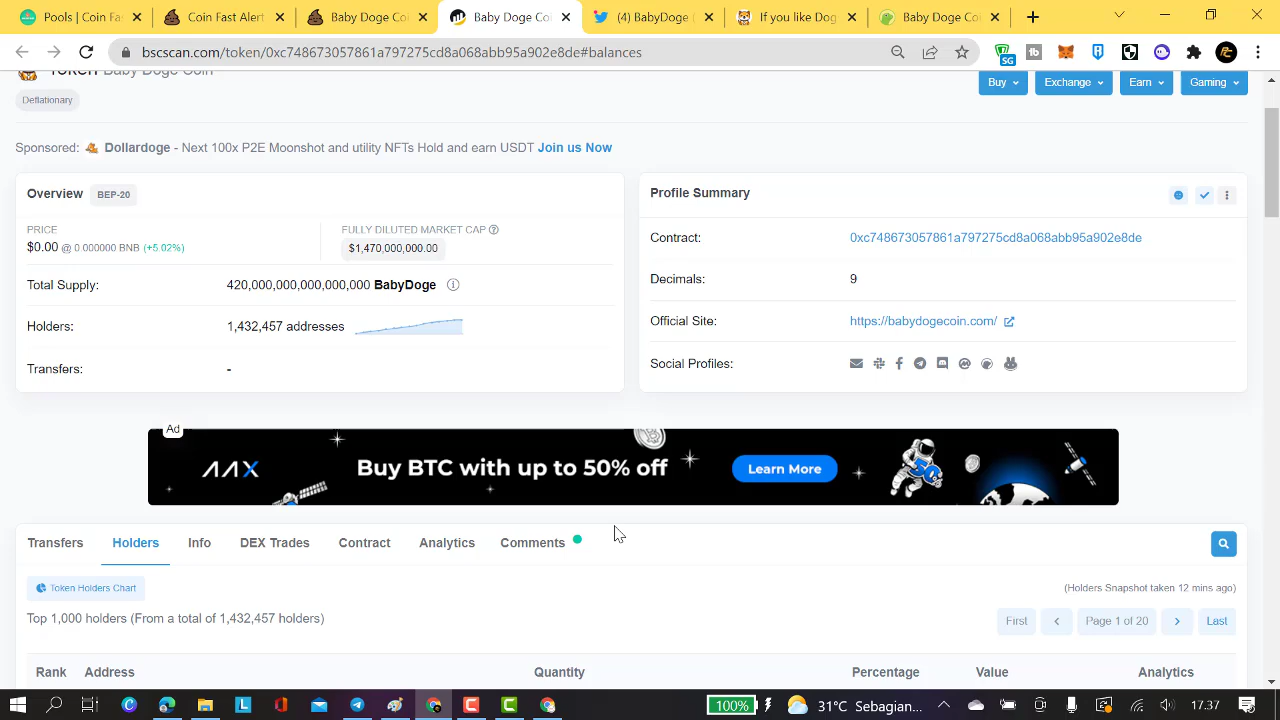 Pools | Coin Fast
Coin Fast Alert
Baby Doge Co
Baby Doge Coi
(4) BabyDoge
If you like Dog
Baby Doge Co
bscscan.com/token/0xc748673057861a797275cd8a068abb95a902e8de#balances
SG
Token Baby Doge Coin
Buy
Exchange
Earn
Gaming
Deflationary
Sponsored: Dollardoge - Next 100x P2E Moonshot and utility NFTs Hold and earn USDT Join us Now
Overview BEP-20
PRICE
$0.00 @ 0.000000 BNB (+5.02%)
FULLY DILUTED MARKET CAP
$1,470,000,000.00
Total Supply: 420,000,000,000,000,000 BabyDoge
Holders: 1,432,457 addresses
Transfers: -
Profile Summary
Contract: 0xc748673057861a797275cd8a068abb95a902e8de
Decimals: 9
Official Site: https://babydogecoin.com/
Social Profiles:
Ad
AAX
Buy BTC with up to 50% off
Learn More
Transfers
Holders
Info
DEX Trades
Contract
Analytics
Comments
Token Holders Chart
(Holders Snapshot taken 12 mins ago)
Top 1,000 holders (From a total of 1,432,457 holders)
First
Page 1 of 20
Last
Rank Address Quantity Percentage Value Analytics
100%
31°C Sebagian...
17.37